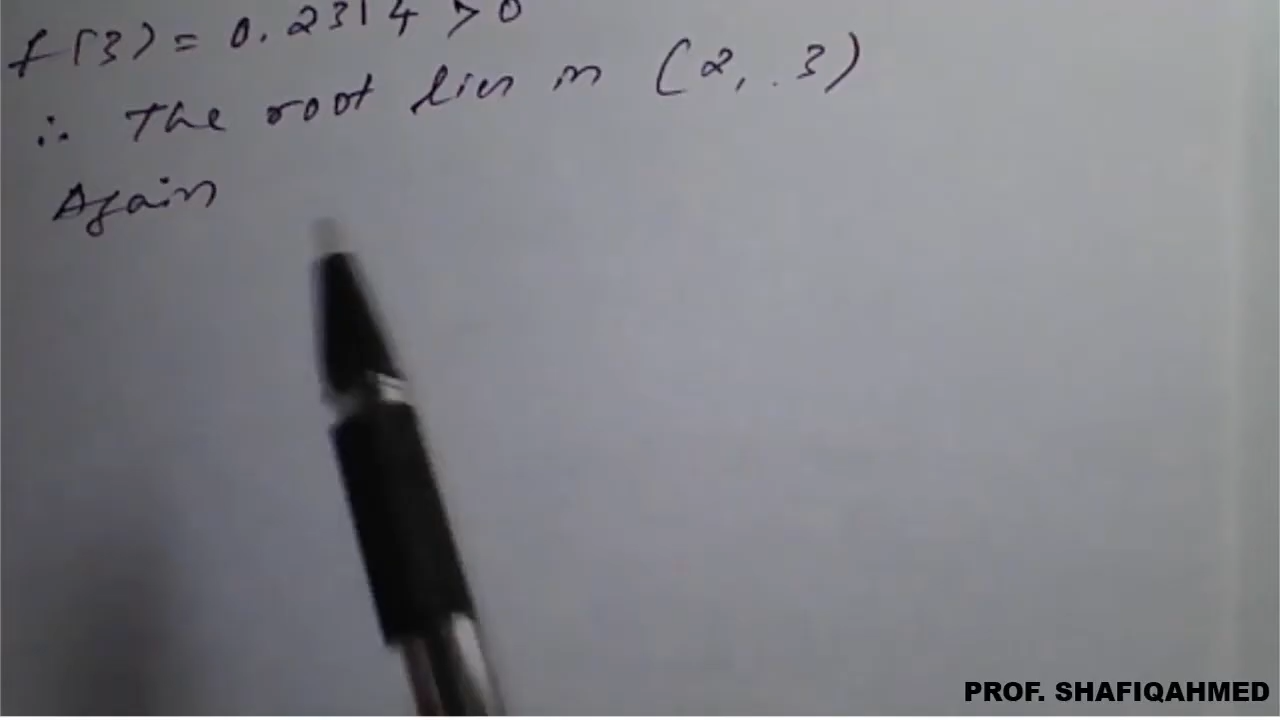 f(3) = 0.2314 > 0
∴ The root lies in (2, 3)
Again
PROF. SHAFIQAHMED